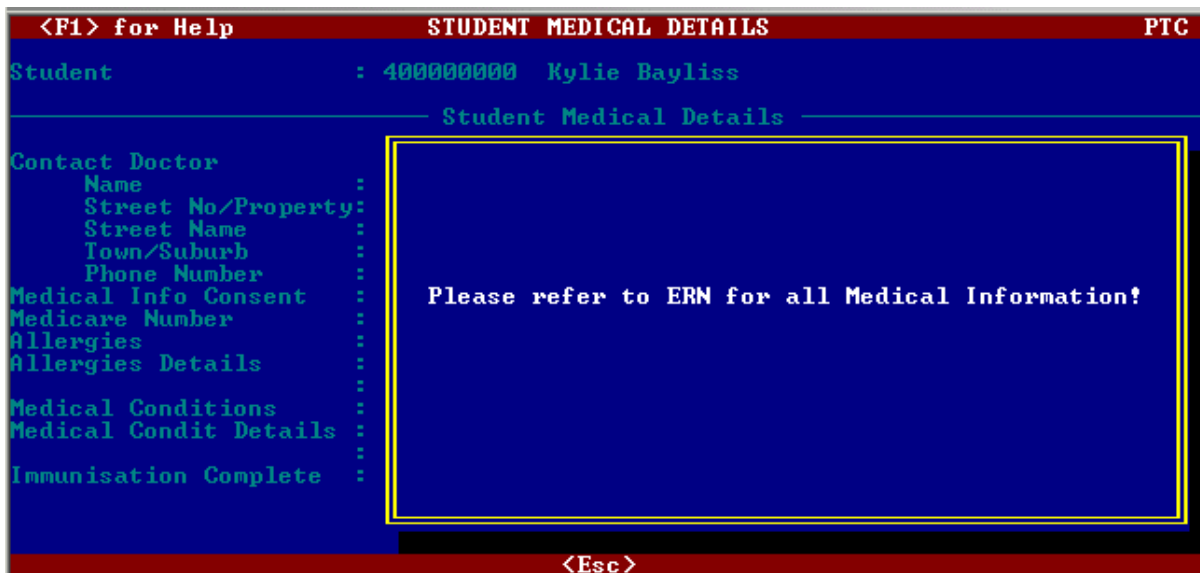 <F1> for Help STUDENT MEDICAL DETAILS PTC
Student : 400000000 Kylie Bayliss
Student Medical Details
Contact Doctor
Name :
Street No/Property:
Street Name :
Town/Suburb :
Phone Number :
Medical Info Consent :
Medicare Number :
Allergies :
Allergies Details :
:
Medical Conditions :
Medical Condit Details :
:
Immunisation Complete :
Please refer to ERN for all Medical Information!
<Esc>